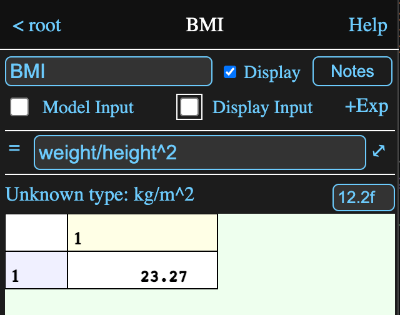 < root BMI Help
BMI Display Notes
Model Input Display Input +Exp
= weight/height^2
Unknown type: kg/m^2 12.2f
1
1 23.27